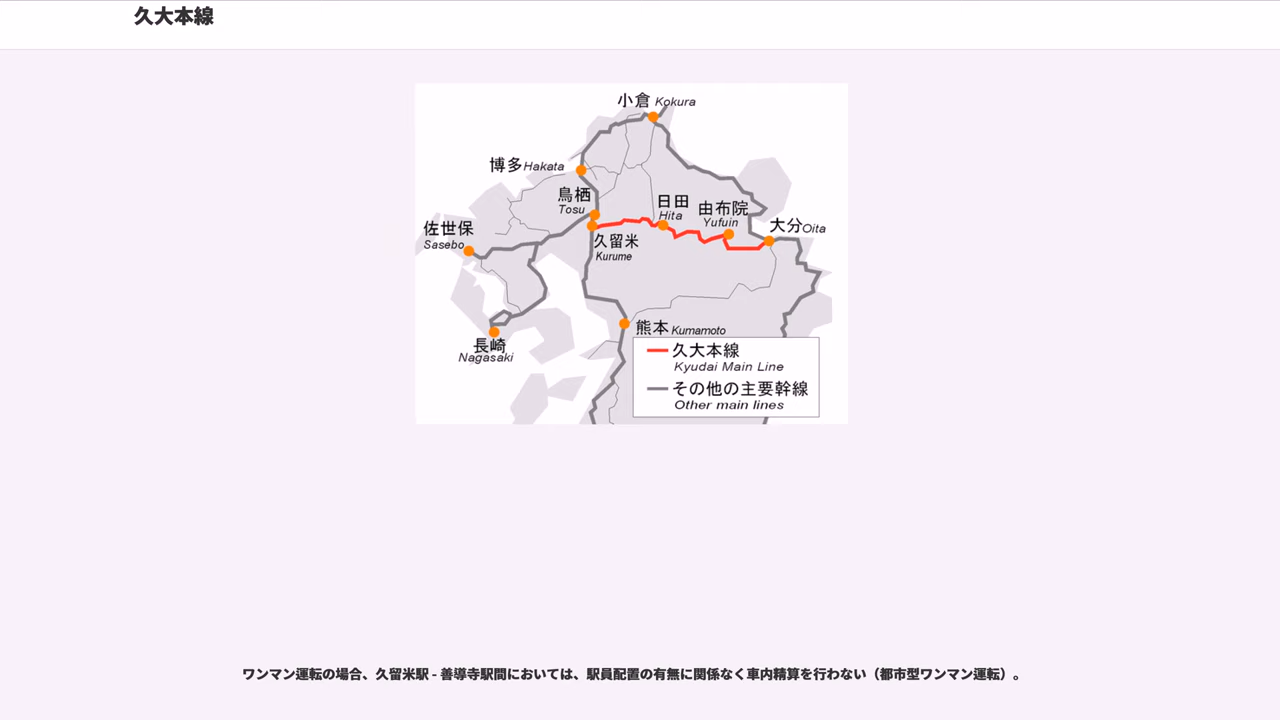 久大本線
小倉 Kokura
博多 Hakata
鳥栖
Tosu
日田
Hita
由布院
Yufuin
佐世保
Sasebo
大分 Oita
久留米
Kurume
熊本 Kumamoto
長崎
Nagasaki
久大本線
Kyudai Main Line
その他の主要幹線
Other main lines
ワンマン運転の場合、久留米駅 - 善導寺駅間においては、駅員配置の有無に関係なく車内精算を行わない（都市型ワンマン運転）。